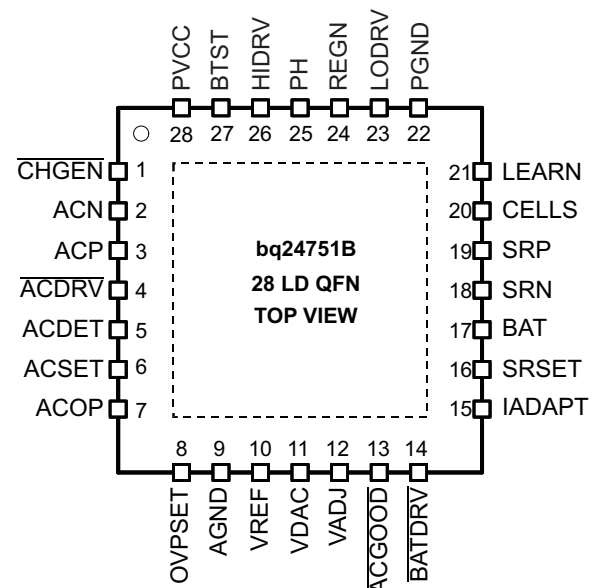 PVCC
BTST
HIDRV
PH
REGN
LODRV
PGND
28 27 26 25 24 23 22
CHGEN 1
ACN 2
ACP 3
ACDRV 4
ACDET 5
ACSET 6
ACOP 7
bq24751B
28 LD QFN
TOP VIEW
21 LEARN
20 CELLS
19 SRP
18 SRN
17 BAT
16 SRSET
15 IADAPT
8 9 10 11 12 13 14
OVPSET
AGND
VREF
VDAC
VADJ
ACGOOD
BATDRV